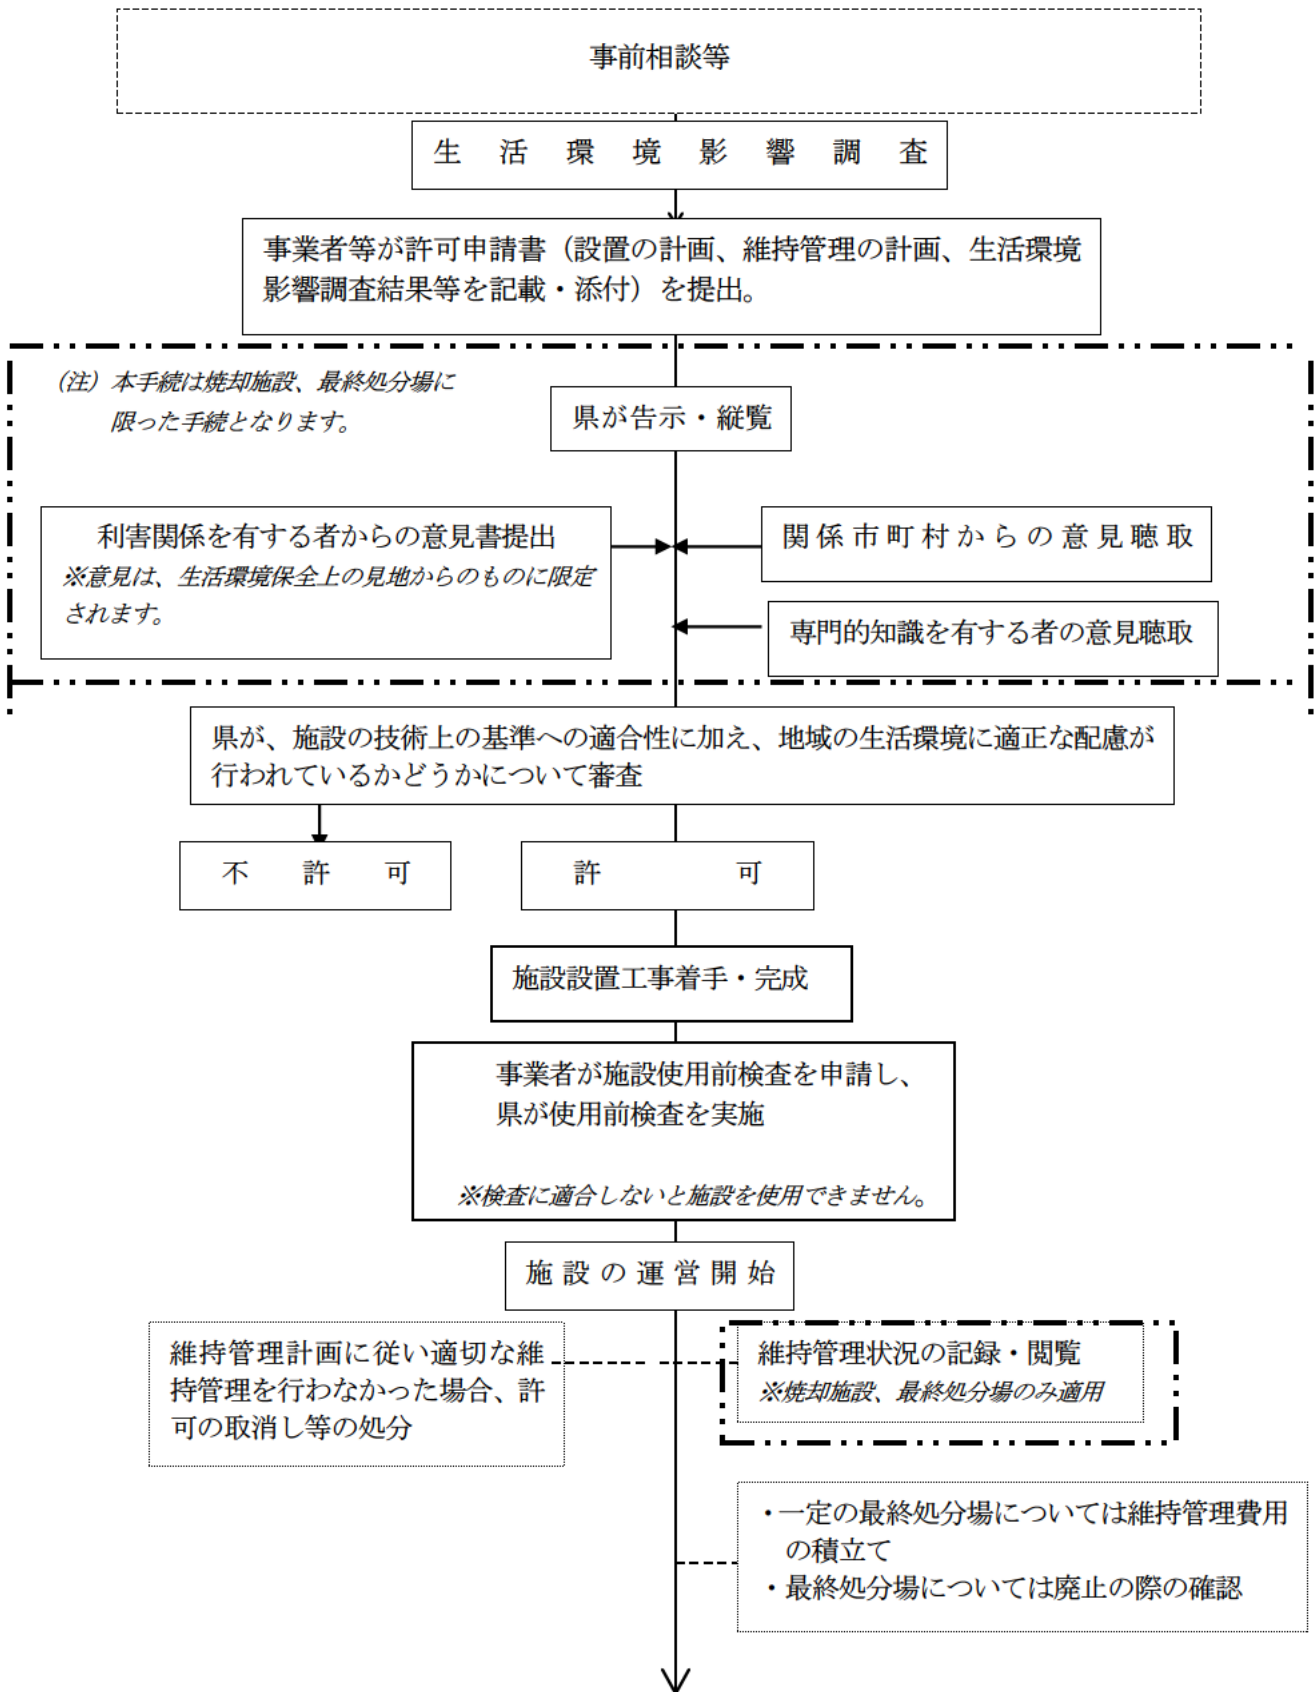 事前相談等
生活環境影響調査
事業者等が許可申請書（設置の計画、維持管理の計画、生活環境
影響調査結果等を記載・添付）を提出。
（注）本手続は焼却施設、最終処分場に
限った手続となります。
県が告示・縦覧
利害関係を有する者からの意見書提出
※意見は、生活環境保全上の見地からのものに限定
されます。
関係市町村からの意見聴取
専門的知識を有する者の意見聴取
県が、施設の技術上の基準への適合性に加え、地域の生活環境に適正な配慮が
行われているかどうかについて審査
不許可
許可
施設設置工事着手・完成
事業者が施設使用前検査を申請し、
県が使用前検査を実施
※検査に適合しないと施設を使用できません。
施設の運営開始
維持管理計画に従い適切な維
持管理を行わなかった場合、許
可の取消し等の処分
維持管理状況の記録・閲覧
※焼却施設、最終処分場のみ適用
・一定の最終処分場については維持管理費用
の積立て
・最終処分場については廃止の際の確認